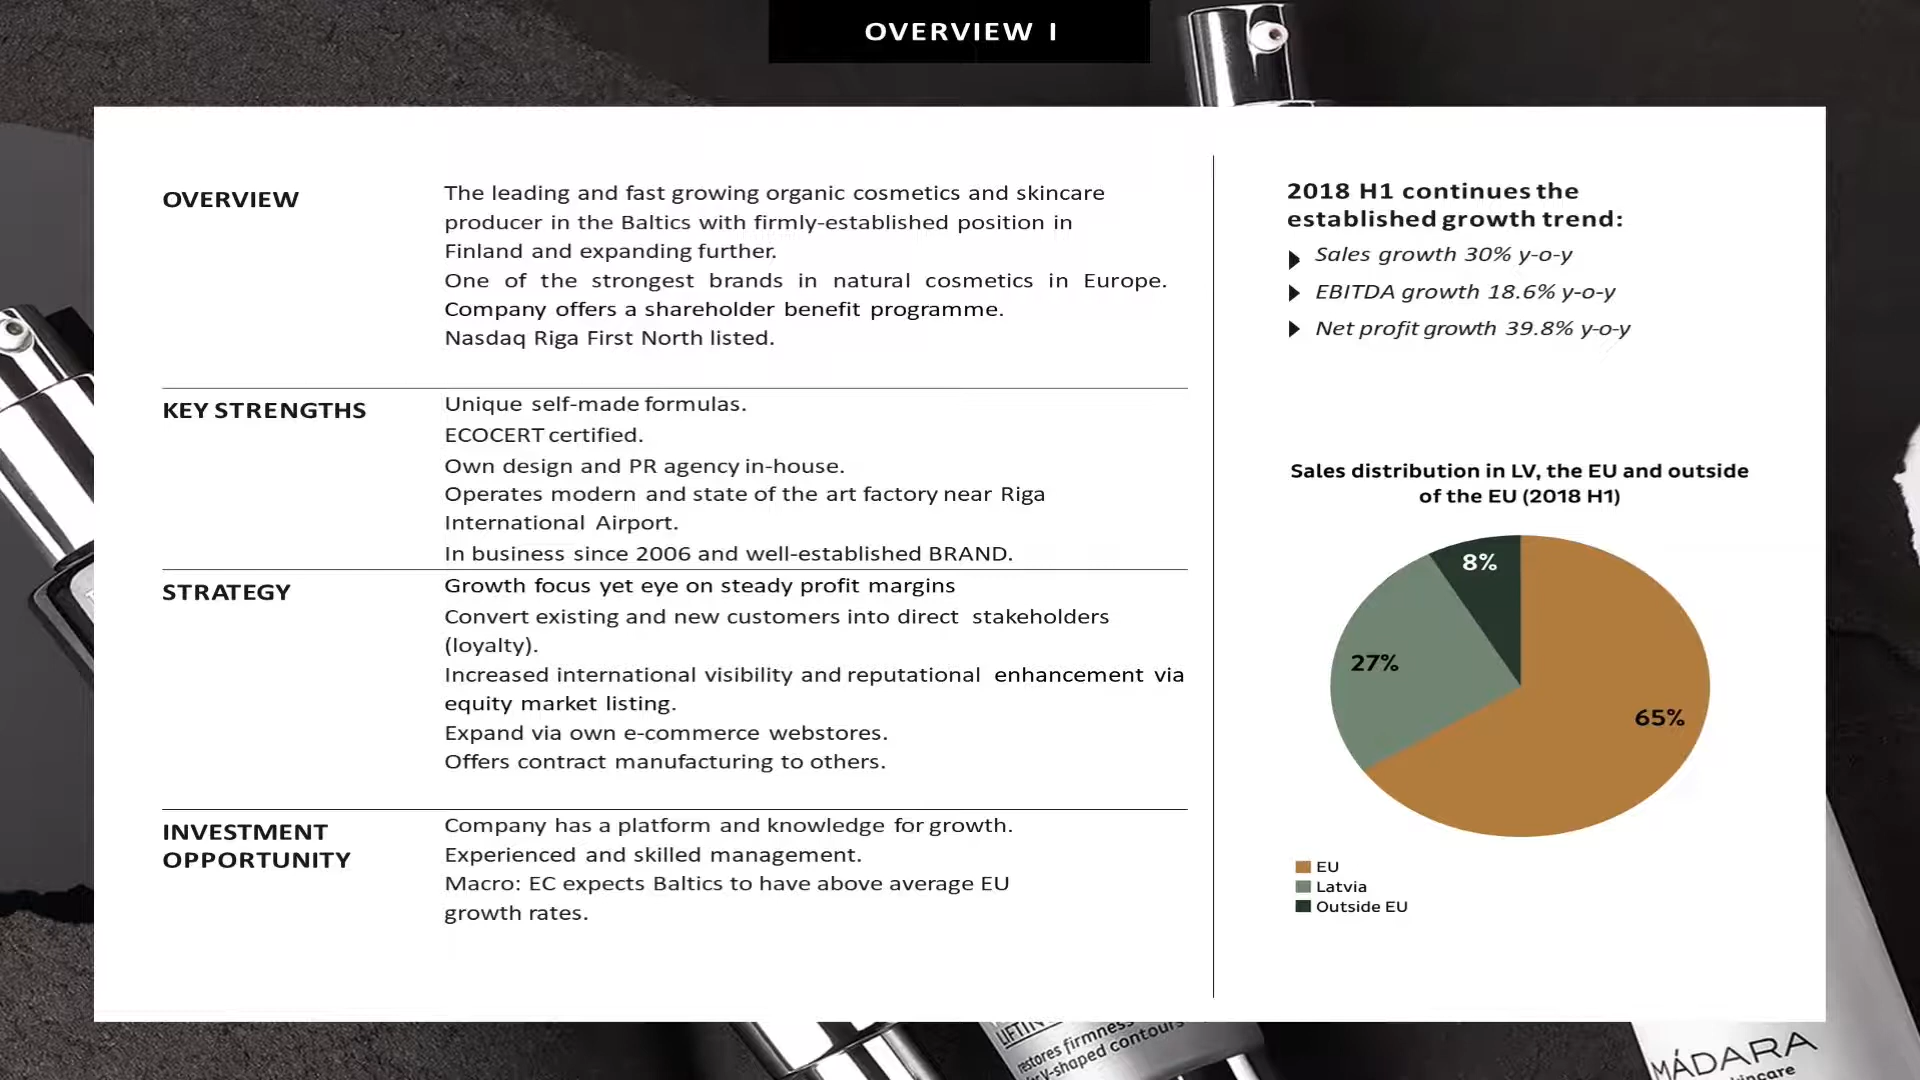 OVERVIEW I
OVERVIEW
The leading and fast growing organic cosmetics and skincare
producer in the Baltics with firmly-established position in
Finland and expanding further.
One of the strongest brands in natural cosmetics in Europe.
Company offers a shareholder benefit programme.
Nasdaq Riga First North listed.
KEY STRENGTHS
Unique self-made formulas.
ECOCERT certified.
Own design and PR agency in-house.
Operates modern and state of the art factory near Riga
International Airport.
In business since 2006 and well-established BRAND.
STRATEGY
Growth focus yet eye on steady profit margins
Convert existing and new customers into direct stakeholders
(loyalty).
Increased international visibility and reputational enhancement via
equity market listing.
Expand via own e-commerce webstores.
Offers contract manufacturing to others.
INVESTMENT
OPPORTUNITY
Company has a platform and knowledge for growth.
Experienced and skilled management.
Macro: EC expects Baltics to have above average EU
growth rates.
2018 H1 continues the
established growth trend:
Sales growth 30% y-o-y
EBITDA growth 18.6% y-o-y
Net profit growth 39.8% y-o-y
Sales distribution in LV, the EU and outside
of the EU (2018 H1)
8%
27%
65%
EU
Latvia
Outside EU
firmness
V-shaped contours
MÁDARA